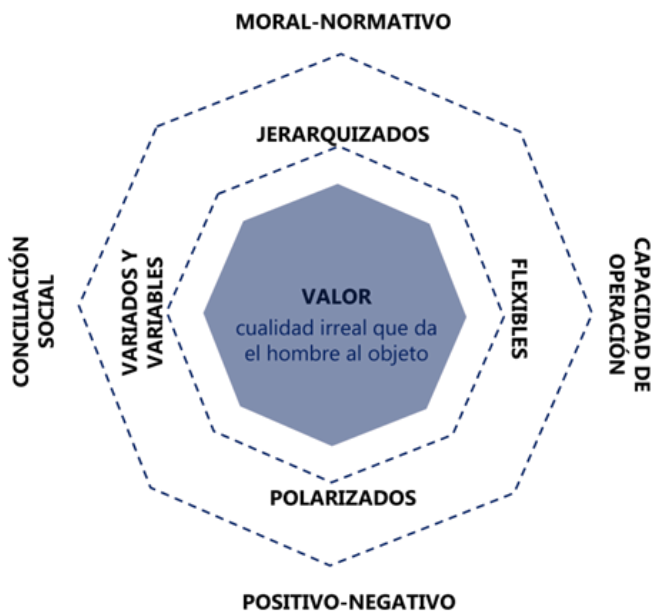 MORAL-NORMATIVO
JERARQUIZADOS
CONCILIACIÓN
SOCIAL
VARIADOS Y
VARIABLES
VALOR
cualidad irreal que da
el hombre al objeto
FLEXIBLES
CAPACIDAD DE
OPERACIÓN
POLARIZADOS
POSITIVO-NEGATIVO